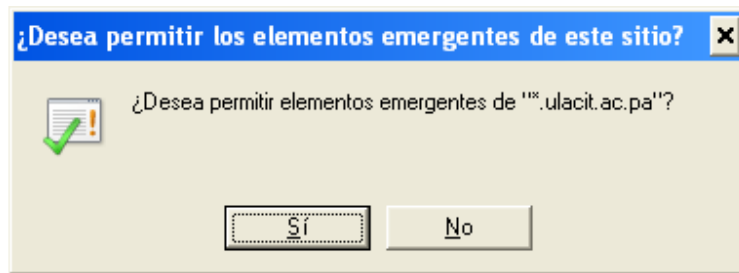 ¿Desea permitir los elementos emergentes de este sitio?
¿Desea permitir elementos emergentes de "*.ulacit.ac.pa"?
Sí No